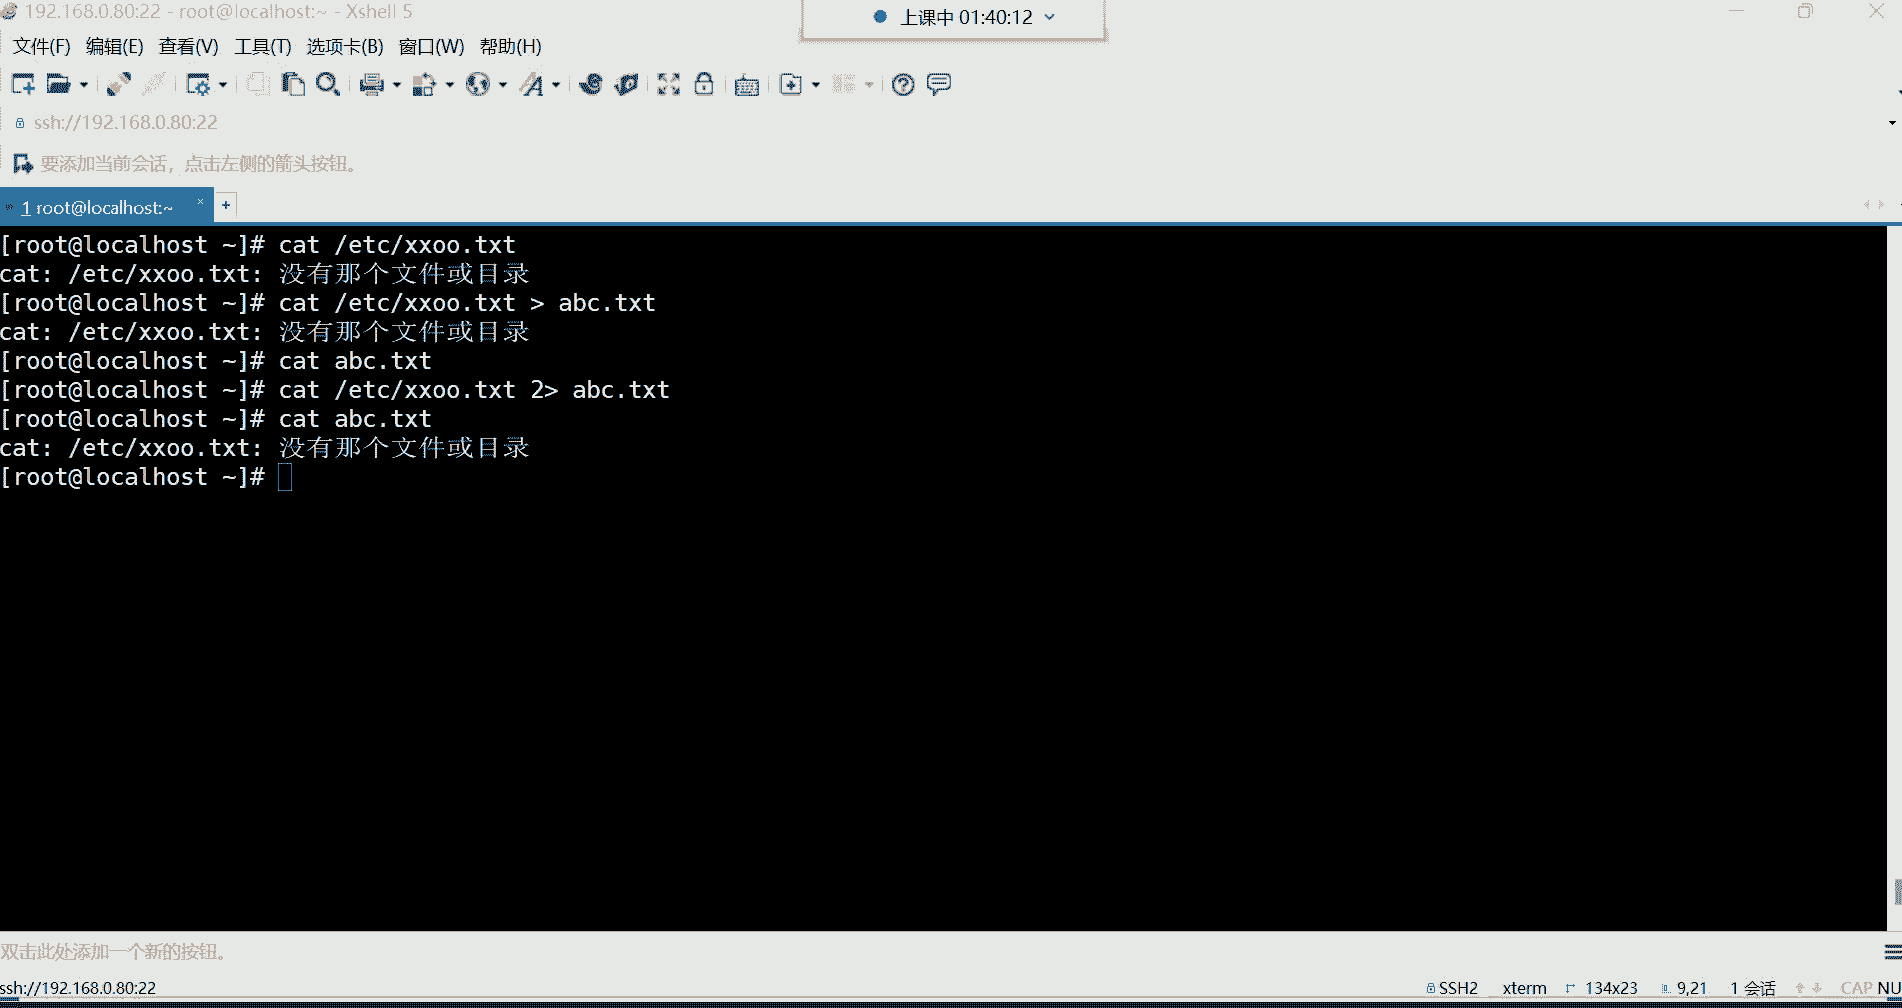 192.168.0.80:22 - root@localhost:~ - Xshell 5
上课中 01:40:12
文件(F) 编辑(E) 查看(V) 工具(T) 选项卡(B) 窗口(W) 帮助(H)
ssh://192.168.0.80:22
要添加当前会话，点击左侧的箭头按钮。
1 root@localhost:~ × +
[root@localhost ~]# cat /etc/xxoo.txt
cat: /etc/xxoo.txt: 没有那个文件或目录
[root@localhost ~]# cat /etc/xxoo.txt > abc.txt
cat: /etc/xxoo.txt: 没有那个文件或目录
[root@localhost ~]# cat abc.txt
[root@localhost ~]# cat /etc/xxoo.txt 2> abc.txt
[root@localhost ~]# cat abc.txt
cat: /etc/xxoo.txt: 没有那个文件或目录
[root@localhost ~]#
双击此处添加一个新的按钮。
ssh://192.168.0.80:22 SSH2 xterm 134x23 9,21 1 会话 CAP NU